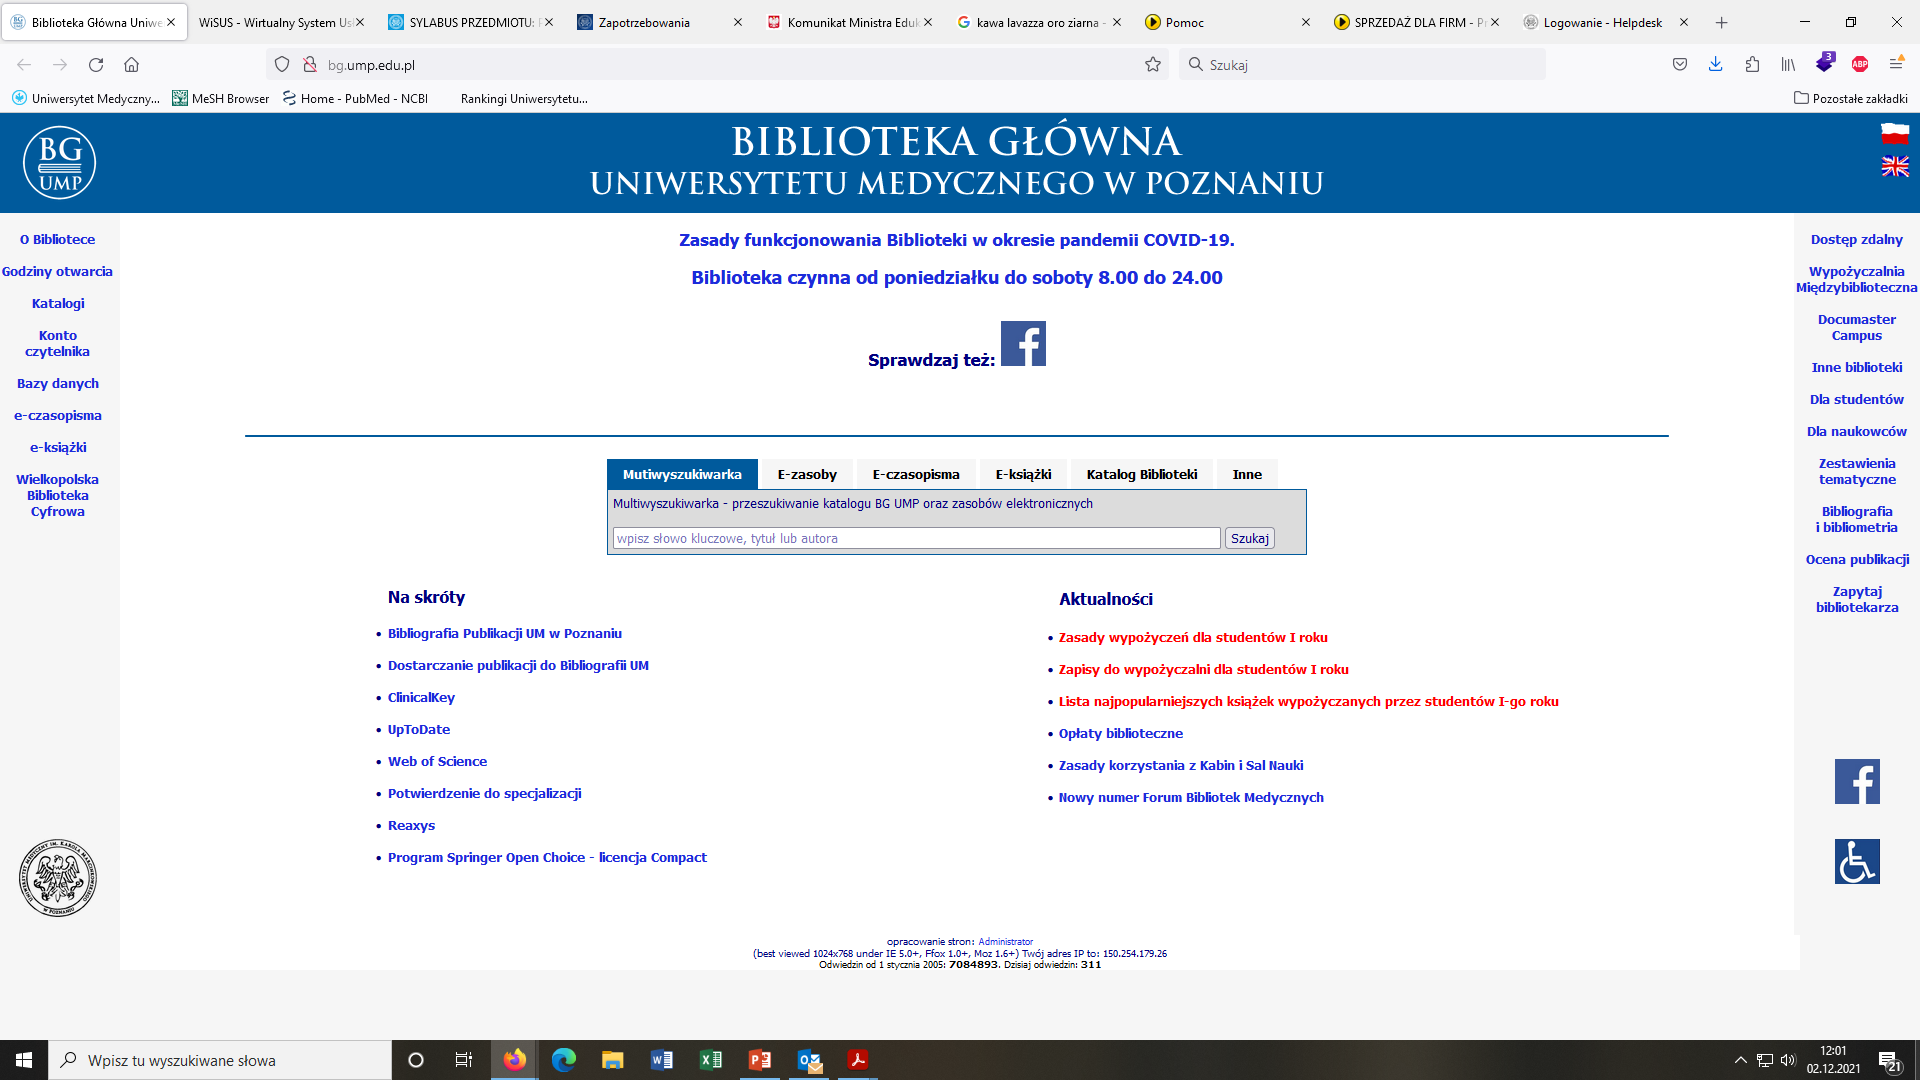 Biblioteka Główna Uniwe
WiSUS - Wirtualny System Us
SYLABUS PRZEDMIOTU:
Zapotrzebowania
Komunikat Ministra Eduk
kawa lavazza oro ziarna -
Pomoc
SPRZEDAŻ DLA FIRM - Pr
Logowanie - Helpdesk
bg.ump.edu.pl
Szukaj
3
ABP
Uniwersytet Medyczny...
MeSH Browser
Home - PubMed - NCBI
Rankingi Uniwersytetu...
Pozostałe zakładki
BG
UMP
BIBLIOTEKA GŁÓWNA
UNIWERSYTETU MEDYCZNEGO W POZNANIU
O Bibliotece
Godziny otwarcia
Katalogi
Konto
czytelnika
Bazy danych
e-czasopisma
e-książki
Wielkopolska
Biblioteka
Cyfrowa
Zasady funkcjonowania Biblioteki w okresie pandemii COVID-19.
Biblioteka czynna od poniedziałku do soboty 8.00 do 24.00
Sprawdzaj też:
Mutiwyszukiwarka
E-zasoby
E-czasopisma
E-książki
Katalog Biblioteki
Inne
Multiwyszukiwarka - przeszukiwanie katalogu BG UMP oraz zasobów elektronicznych
wpisz słowo kluczowe, tytuł lub autora
Szukaj
Na skróty
• Bibliografia Publikacji UM w Poznaniu
• Dostarczanie publikacji do Bibliografii UM
• ClinicalKey
• UpToDate
• Web of Science
• Potwierdzenie do specjalizacji
• Reaxys
• Program Springer Open Choice - licencja Compact
Aktualności
• Zasady wypożyczeń dla studentów I roku
• Zapisy do wypożyczalni dla studentów I roku
• Lista najpopularniejszych książek wypożyczanych przez studentów I-go roku
• Opłaty biblioteczne
• Zasady korzystania z Kabin i Sal Nauki
• Nowy numer Forum Bibliotek Medycznych
Dostęp zdalny
Wypożyczalnia
Międzybiblioteczna
Documaster
Campus
Inne biblioteki
Dla studentów
Dla naukowców
Zestawienia
tematyczne
Bibliografia
i bibliometria
Ocena publikacji
Zapytaj
bibliotekarza
opracowanie stron: Administrator
(best viewed 1024x768 under IE 5.0+, Ffox 1.0+, Moz 1.6+) Twój adres IP to: 150.254.179.26
Odwiedzin od 1 stycznia 2005: 7084893. Dzisiaj odwiedzin: 311
Wpisz tu wyszukiwane słowa
12:01
02.12.2021
21